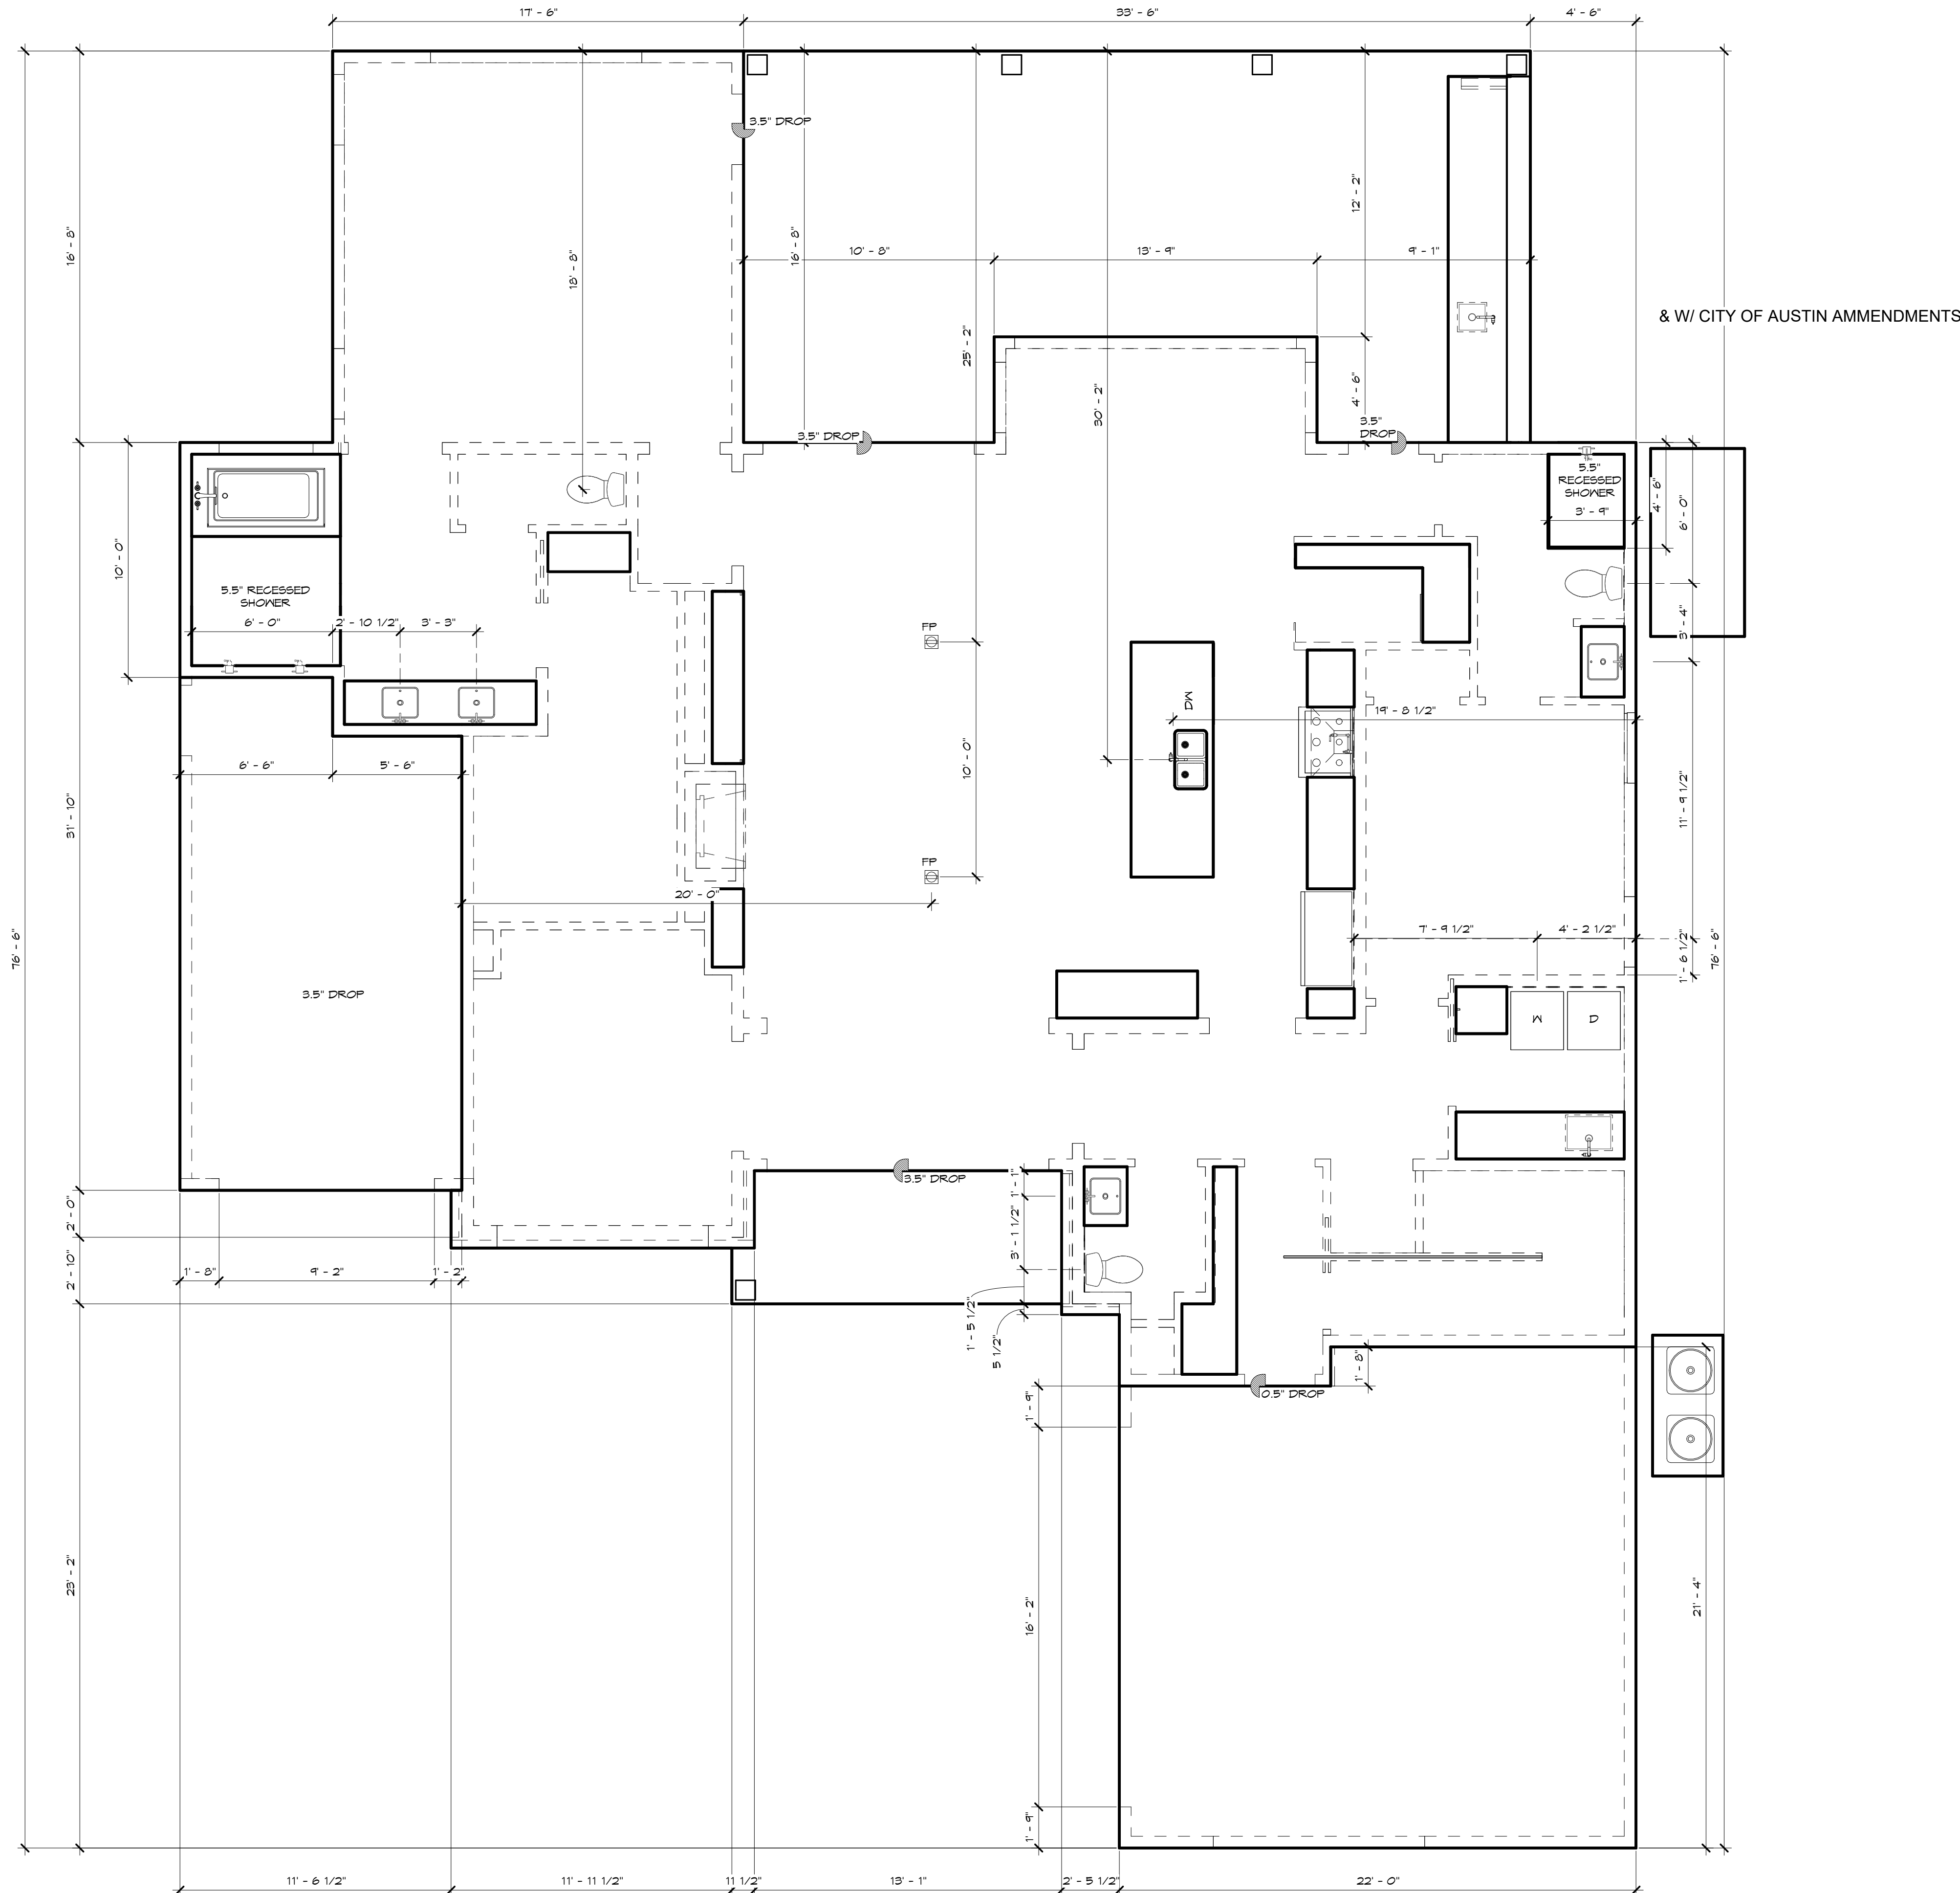 17' - 6"
33' - 6"
4' - 6"
3.5" DROP
16' - 8"
18' - 8"
16' - 8"
12' - 2"
10' - 8"
13' - 9"
9' - 1"
25' - 2"
30' - 2"
4' - 6"
& W/ CITY OF AUSTIN AMMENDMENTS
3.5" DROP
3.5"
DROP
5.5"
RECESSED
SHOWER
3' - 9"
4' - 6"
6' - 0"
10' - 0"
5.5" RECESSED
SHOWER
6' - 0"
2' - 10 1/2"
3' - 3"
FP
3' - 4"
DW
19' - 8 1/2"
6' - 6"
5' - 6"
10' - 0"
31' - 10"
11' - 9 1/2"
FP
20' - 0"
76' - 6"
7' - 9 1/2"
4' - 2 1/2"
1' - 6 1/2"
76' - 6"
3.5" DROP
W
D
3.5" DROP
1' - 1"
2' - 0"
3' - 1 1/2"
2' - 10"
1' - 8"
9' - 2"
1' - 2"
1' - 5 1/2"
5 1/2"
1' - 8"
0.5" DROP
1' - 9"
23' - 2"
16' - 2"
21' - 4"
1' - 9"
11' - 6 1/2"
11' - 11 1/2"
11 1/2"
13' - 1"
2' - 5 1/2"
22' - 0"